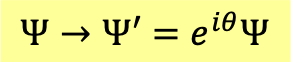 Ψ → Ψ′ = e^{iθ}Ψ